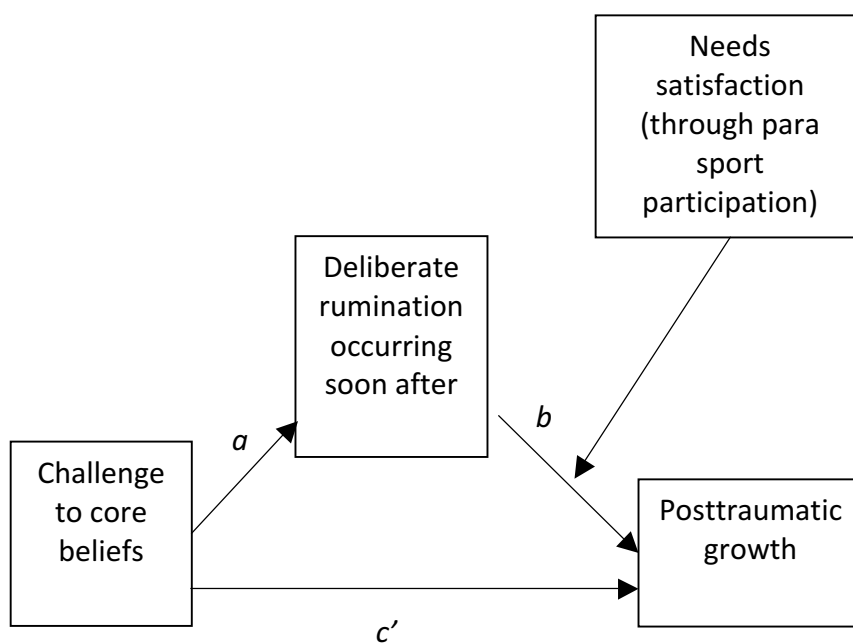 Needs
satisfaction
(through para
sport
participation)
Deliberate
rumination
occurring
soon after
a
b
Challenge
to core
beliefs
Posttraumatic
growth
c’